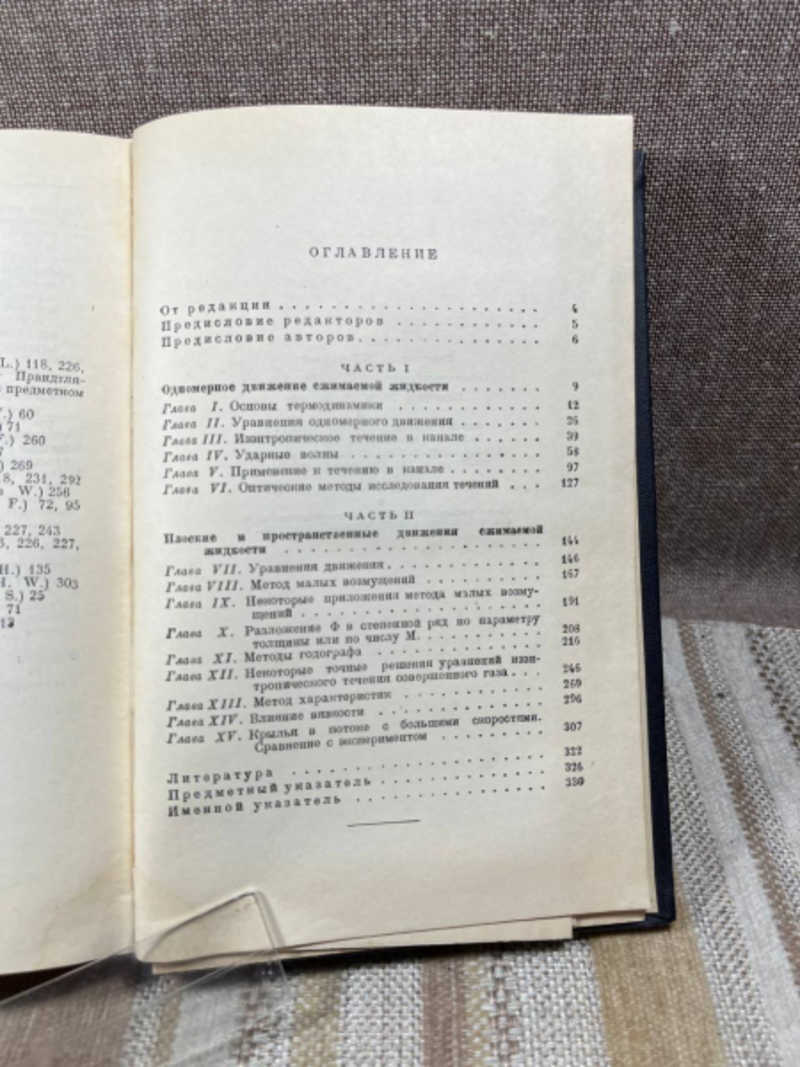 L.) 118, 226,
Прандтля-
предметном
.) 60
71
.) 260
7
) 269
8, 231, 292
W.) 256
F.) 72, 95
227, 243
5, 226, 227,
H.) 135
H. W.) 303
S.) 25
71
13
ОГЛАВЛЕНИЕ
От редакции . . . . . . . . . . . . . . . . . . . 4
Предисловие редакторов . . . . . . . . . . . 5
Предисловие авторов . . . . . . . . . . . . . 6
ЧАСТЬ I
Одномерное движение сжимаемой жидкости . . . . . . . 9
Глава I. Основы термодинамики . . . . . . . . . . . 12
Глава II. Уравнения одномерного движения . . . . . . . 26
Глава III. Изэнтропическое течение в канале . . . . . . 39
Глава IV. Ударные волны . . . . . . . . . . . . . . 58
Глава V. Применение к течению в канале . . . . . . . . 97
Глава VI. Оптические методы исследования течений . . . 127
ЧАСТЬ II
Плоские и пространственные движения сжимаемой
жидкости . . . . . . . . . . . . . . . . . . . 144
Глава VII. Уравнения движения . . . . . . . . . . . . 146
Глава VIII. Метод малых возмущений . . . . . . . . . . 167
Глава IX. Некоторые приложения метода малых возму-
щений . . . . . . . . . . . . . . . . . . . 191
Глава X. Разложение Ф в степенной ряд по параметру
толщины или по числу М. . . . . . . . . . . 208
Глава XI. Методы годографа . . . . . . . . . . . . . 216
Глава XII. Некоторые точные решения уравнений изэн-
тропического течения совершенного газа . . . 246
Глава XIII. Метод характеристик . . . . . . . . . . . 269
Глава XIV. Влияние вязкости . . . . . . . . . . . . . 296
Глава XV. Крылья в потоке с большими скоростями.
Сравнение с экспериментом . . . . . . . . . 307
Литература . . . . . . . . . . . . . . . . . . . 322
Предметный указатель . . . . . . . . . . . . . 326
Именной указатель . . . . . . . . . . . . . . 330